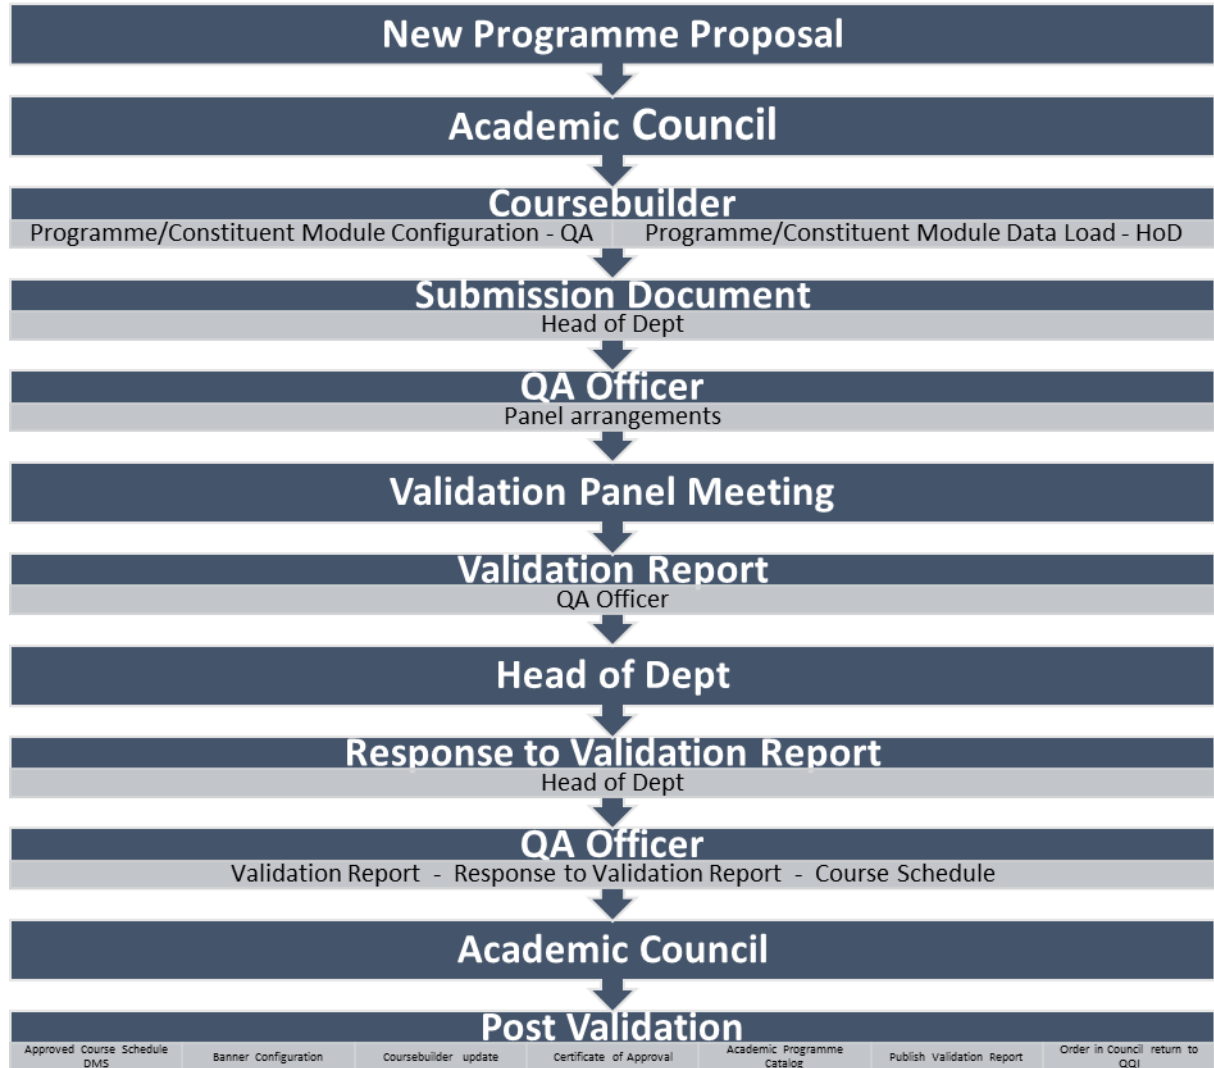 New Programme Proposal
Academic Council
Coursebuilder
Programme/Constituent Module Configuration - QA
Programme/Constituent Module Data Load - HoD
Submission Document
Head of Dept
QA Officer
Panel arrangements
Validation Panel Meeting
Validation Report
QA Officer
Head of Dept
Response to Validation Report
Head of Dept
QA Officer
Validation Report - Response to Validation Report - Course Schedule
Academic Council
Post Validation
Approved Course Schedule
DMS
Banner Configuration
Coursebuilder update
Certificate of Approval
Academic Programme
Catalog
Publish Validation Report
Order in Council return to
QQI